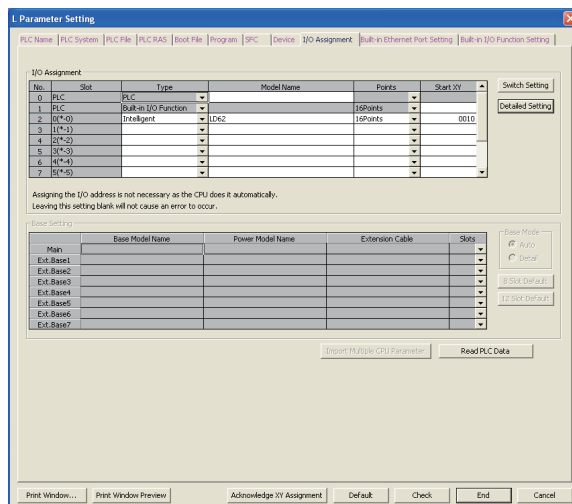 L Parameter Setting
PLC Name PLC System PLC File PLC RAS Boot File Program SFC Device I/O Assignment Built-in Ethernet Port Setting Built-in I/O Function Setting
I/O Assignment
No. Slot Type Model Name Points Start XY
0 PLC PLC
1 PLC Built-in I/O Function 16Points
2 0(*-0) Intelligent LD62 16Points 0010
3 1(*-1)
4 2(*-2)
5 3(*-3)
6 4(*-4)
7 5(*-5)
Switch Setting
Detailed Setting
Assigning the I/O address is not necessary as the CPU does it automatically.
Leaving this setting blank will not cause an error to occur.
Base Setting
Base Model Name Power Model Name Extension Cable Slots
Main
Ext.Base1
Ext.Base2
Ext.Base3
Ext.Base4
Ext.Base5
Ext.Base6
Ext.Base7
Base Mode
Auto
Detail
8 Slot Default
12 Slot Default
Import Multiple CPU Parameter Read PLC Data
Print Window... Print Window Preview Acknowledge XY Assignment Default Check End Cancel